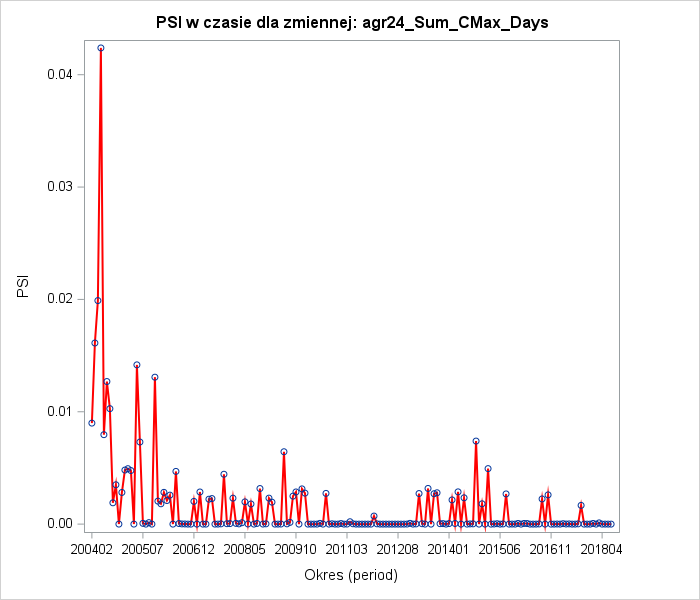 PSI w czasie dla zmiennej: agr24_Sum_CMax_Days
0.04
0.03
0.02
0.01
0.00
PSI
200402 200507 200612 200805 200910 201103 201208 201401 201506 201611 201804
Okres (period)